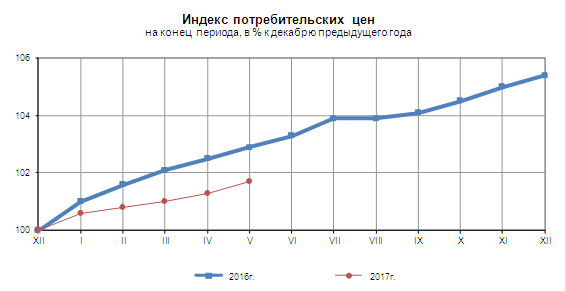 Индекс потребительских цен
на конец периода, в % к декабрю предыдущего года
106
104
102
100
XII I II III IV V VI VII VIII IX X XI XII
2016г. 2017г.